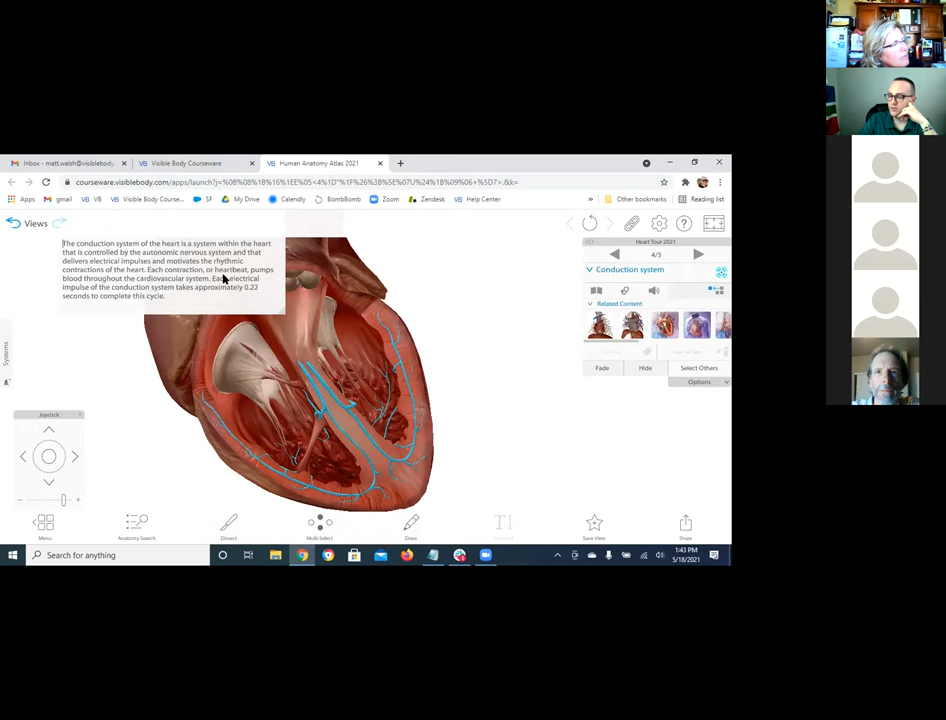 Inbox - matt.walsh@visiblebody
Visible Body Courseware
Human Anatomy Atlas 2021
Apps
gmail
VB
Visible Body Course...
SF
My Drive
Calendly
BombBomb
Zoom
Zendesk
Help Center
Other bookmarks
Reading list
Views
The conduction system of the heart is a system within the heart
that is controlled by the autonomic nervous system and that
delivers electrical impulses and motivates the rhythmic
contractions of the heart. Each contraction, or heartbeat, pumps
blood throughout the cardiovascular system. Each electrical
impulse of the conduction system takes approximately 0.22
seconds to complete this cycle.
Heart Tour 2021
4/5
Conduction system
Related Content
Fade
Hide
Select Others
Options
Systems
Joystick
Menu
Anatomy Search
Dissect
Multi-Select
Draw
TI
Save View
Share
Search for anything
1:43 PM
5/18/2021